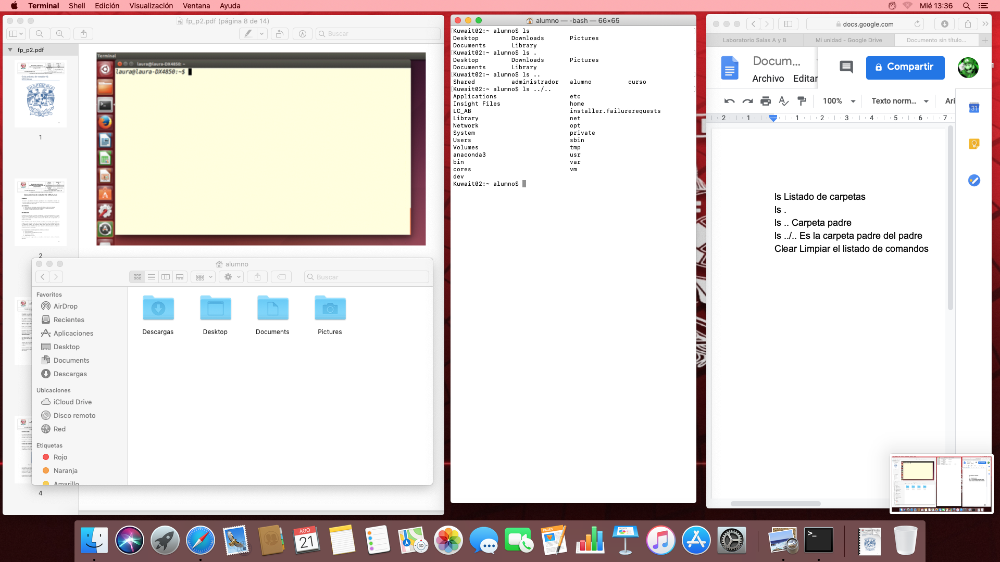 Terminal Shell Edición Visualización Ventana Ayuda Mié 13:36
fp_p2.pdf (página 8 de 14)
Buscar
fp_p2.pdf
1
2
4
Terminal
laura@laura-DX4850: ~
laura@laura-DX4850:~$
alumno
Buscar
Favoritos
AirDrop
Recientes
Aplicaciones
Desktop
Documents
Descargas
Ubicaciones
iCloud Drive
Disco remoto
Red
Etiquetas
Rojo
Naranja
Amarillo
Descargas Desktop Documents Pictures
alumno — -bash — 66×65
[Kuwait02:~ alumno$ ls ]
Desktop Downloads Pictures
Documents Library
[Kuwait02:~ alumno$ ls . ]
Desktop Downloads Pictures
Documents Library
[Kuwait02:~ alumno$ ls .. ]
Shared administrador alumno curso
[Kuwait02:~ alumno$ ls ../.. ]
Applications etc
Insight Files home
LC_AB installer.failurerequests
Library net
Network opt
System private
Users sbin
Volumes tmp
anaconda3 usr
bin var
cores vm
dev
Kuwait02:~ alumno$
docs.google.com
Laboratorio Salas A y B Mi unidad - Google Drive Documento sin título...
Docum...
Archivo Editar
Compartir
100% Texto norm... Ari
2 1 1 2 3 4 5 6 7
31
ls Listado de carpetas
ls .
ls .. Carpeta padre
ls ../.. Es la carpeta padre del padre
Clear Limpiar el listado de comandos
1
AGO
21
3D
PAGES
>_